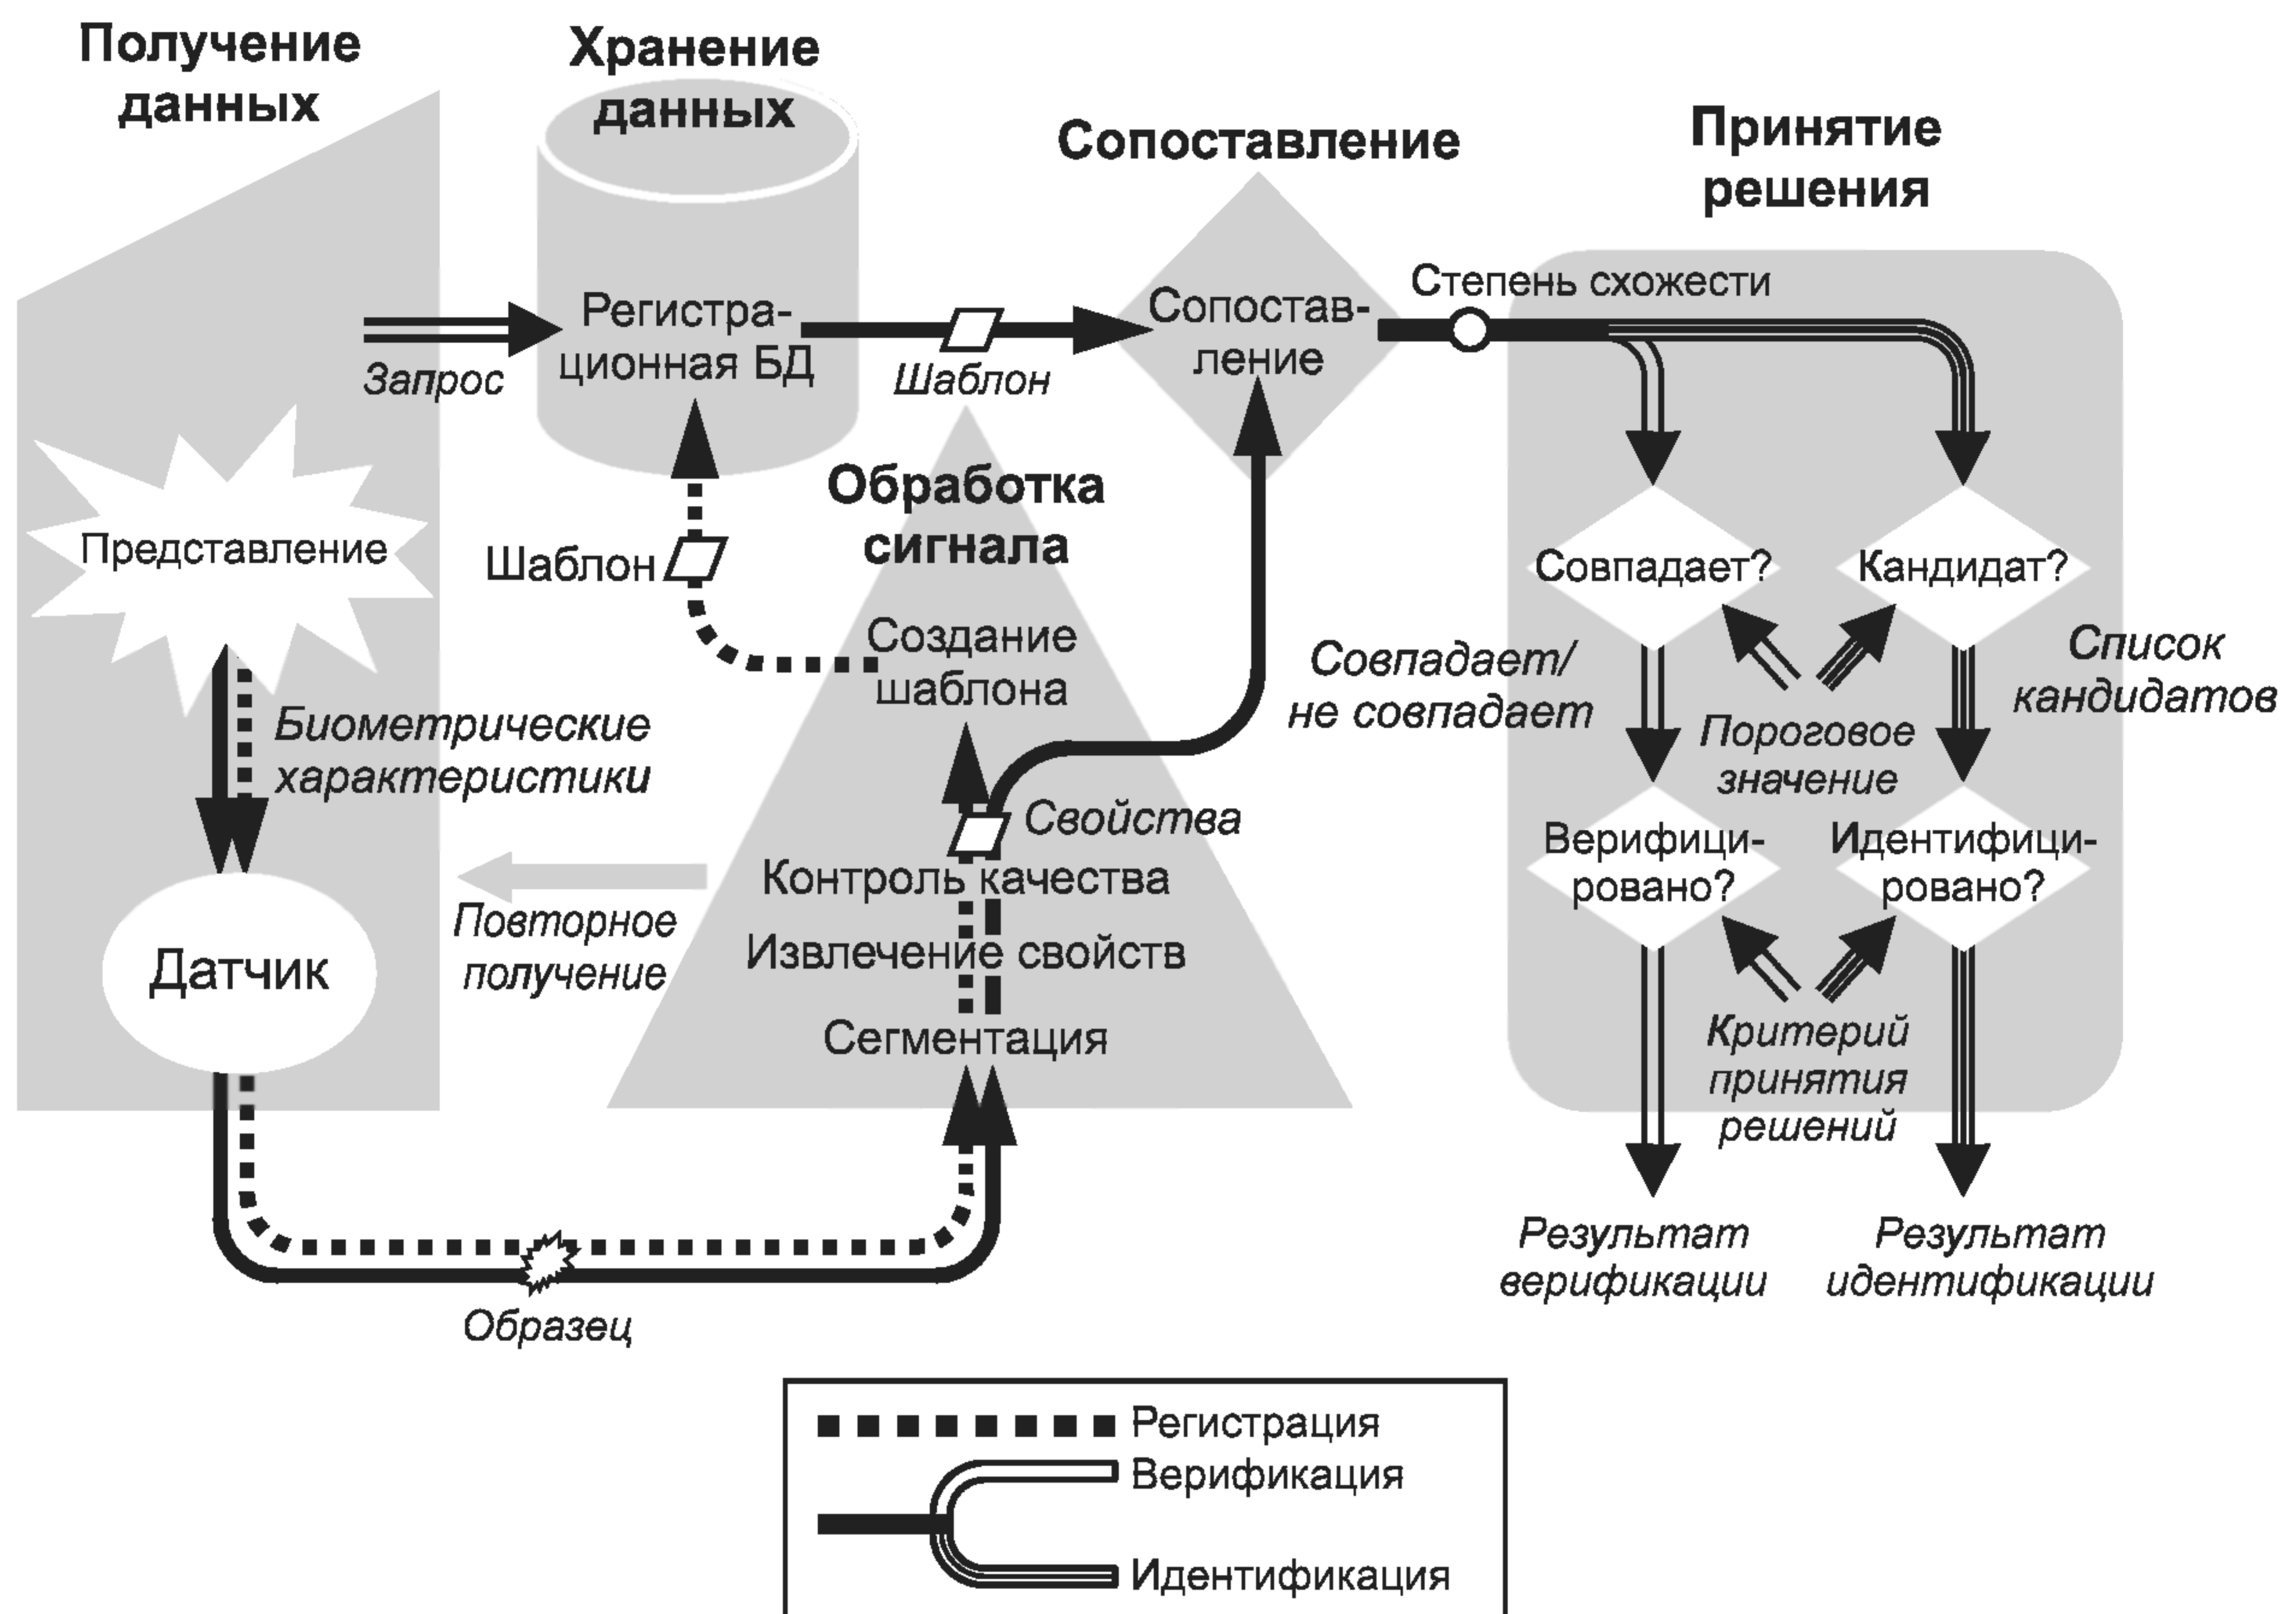 Получение
данных
Хранение
данных
Сопоставление
Принятие
решения
Степень схожести
Регистра-
ционная БД
Сопостав-
ление
Запрос
Шаблон
Обработка
сигнала
Представление
Шаблон
Совпадает?
Кандидат?
Создание
шаблона
Совпадает/
не совпадает
Список
кандидатов
Биометрические
характеристики
Пороговое
значение
Свойства
Верифици-
ровано?
Идентифици-
ровано?
Контроль качества
Повторное
получение
Извлечение свойств
Датчик
Сегментация
Критерий
принятия
решений
Результат
верификации
Результат
идентификации
Образец
Регистрация
Верификация
Идентификация